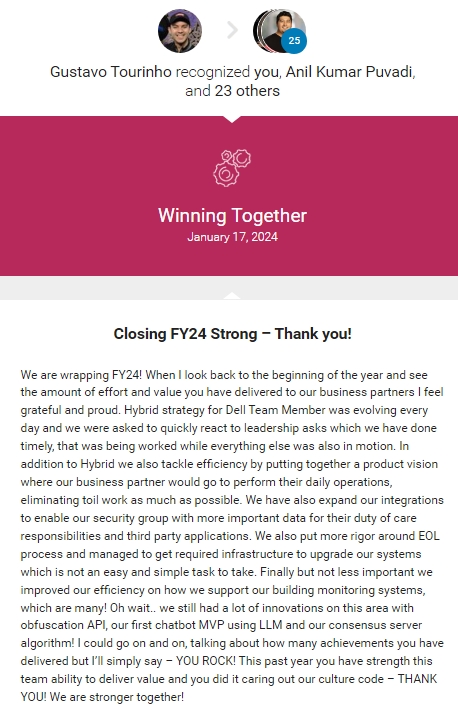 25
Gustavo Tourinho recognized you, Anil Kumar Puvadi,
and 23 others
Winning Together
January 17, 2024
Closing FY24 Strong – Thank you!
We are wrapping FY24! When I look back to the beginning of the year and see
the amount of effort and value you have delivered to our business partners I feel
grateful and proud. Hybrid strategy for Dell Team Member was evolving every
day and we were asked to quickly react to leadership asks which we have done
timely, that was being worked while everything else was also in motion. In
addition to Hybrid we also tackle efficiency by putting together a product vision
where our business partner would go to perform their daily operations,
eliminating toil work as much as possible. We have also expand our integrations
to enable our security group with more important data for their duty of care
responsibilities and third party applications. We also put more rigor around EOL
process and managed to get required infrastructure to upgrade our systems
which is not an easy and simple task to take. Finally but not less important we
improved our efficiency on how we support our building monitoring systems,
which are many! Oh wait.. we still had a lot of innovations on this area with
obfuscation API, our first chatbot MVP using LLM and our consensus server
algorithm! I could go on and on, talking about how many achievements you have
delivered but I'll simply say – YOU ROCK! This past year you have strength this
team ability to deliver value and you did it caring out our culture code – THANK
YOU! We are stronger together!